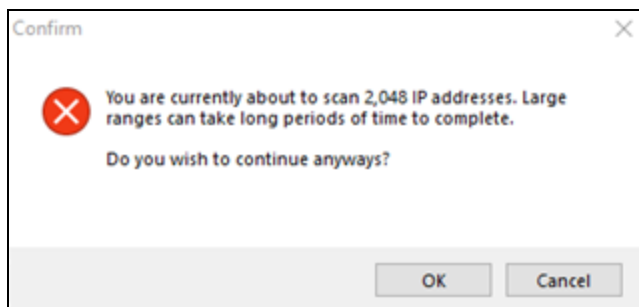 Confirm
You are currently about to scan 2,048 IP addresses. Large
ranges can take long periods of time to complete.
Do you wish to continue anyways?
OK
Cancel